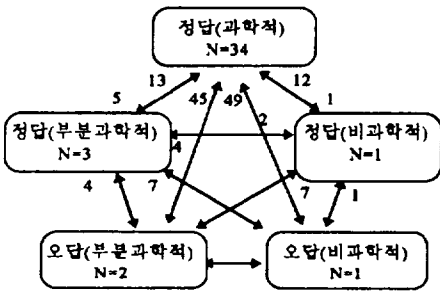 정답(과학적)
N=34
13
12
5
45
49
1
정답(부분과학적)
N=3
2
4
정답(비과학적)
N=1
4
7
7
1
오답(부분과학적)
N=2
오답(비과학적)
N=1